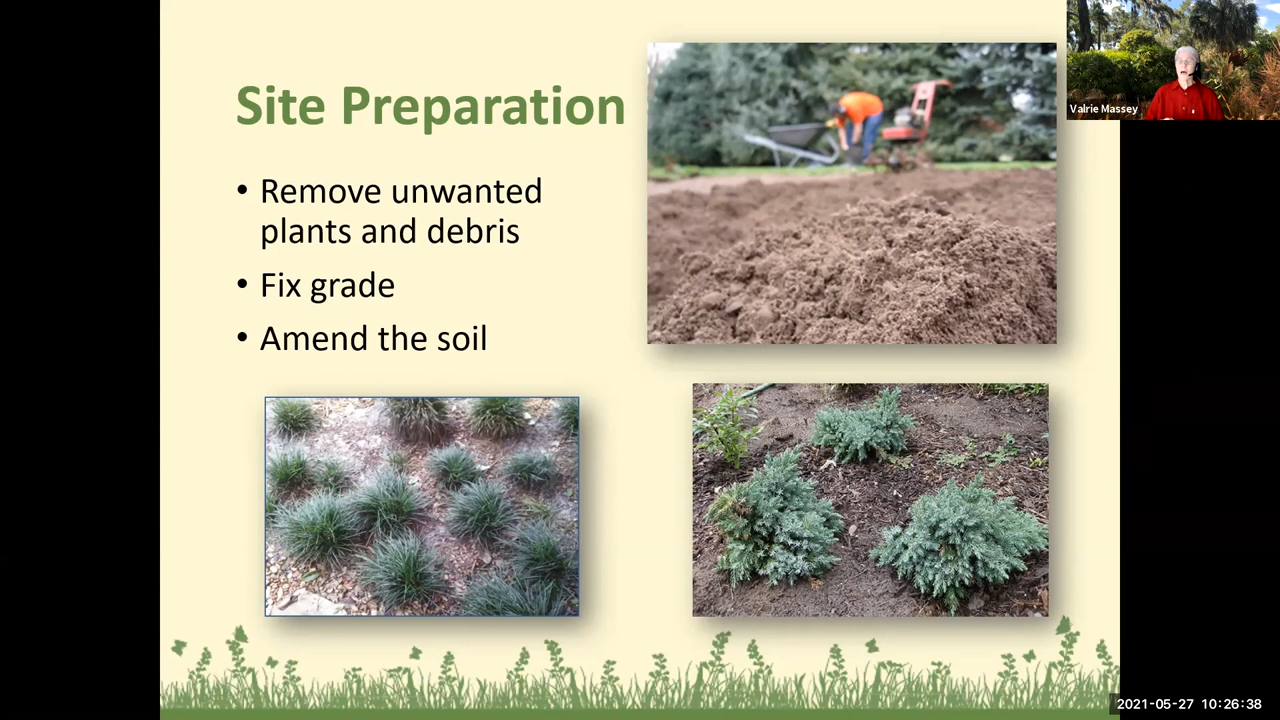 Site Preparation
• Remove unwanted
plants and debris
• Fix grade
• Amend the soil
Valrie Massey
2021-05-27 10:26:38